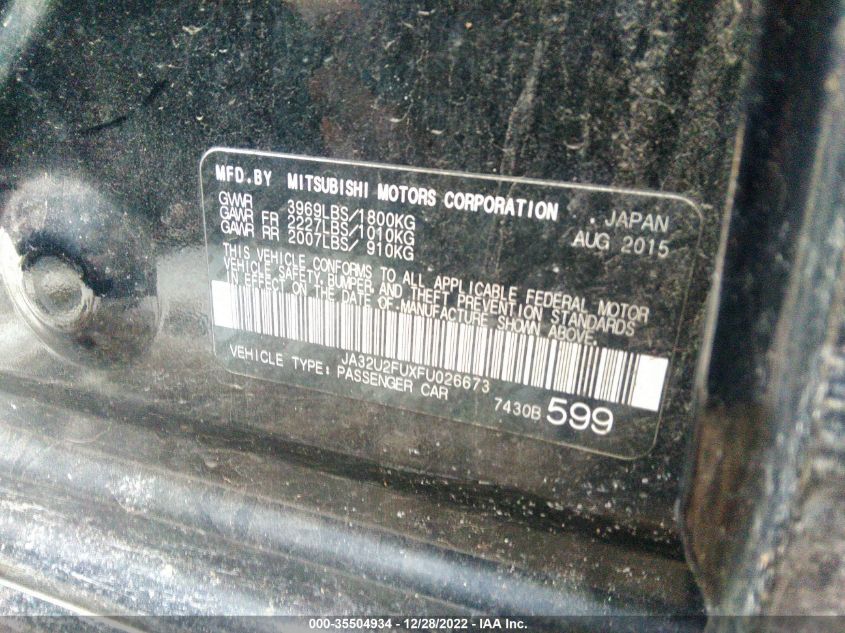 MFD.BY MITSUBISHI MOTORS CORPORATION
GVWR 3969LBS/1800KG
GAWR FR 2227LBS/1010KG
GAWR RR 2007LBS/ 910KG
JAPAN
AUG 2015
THIS VEHICLE CONFORMS TO ALL APPLICABLE FEDERAL MOTOR
VEHICLE SAFETY, BUMPER, AND THEFT PREVENTION STANDARDS
IN EFFECT ON THE DATE OF MANUFACTURE SHOWN ABOVE.
JA32U2FUXFU026673
VEHICLE TYPE: PASSENGER CAR
7430B 599
000-35504934 - 12/28/2022 - © IAA Inc.